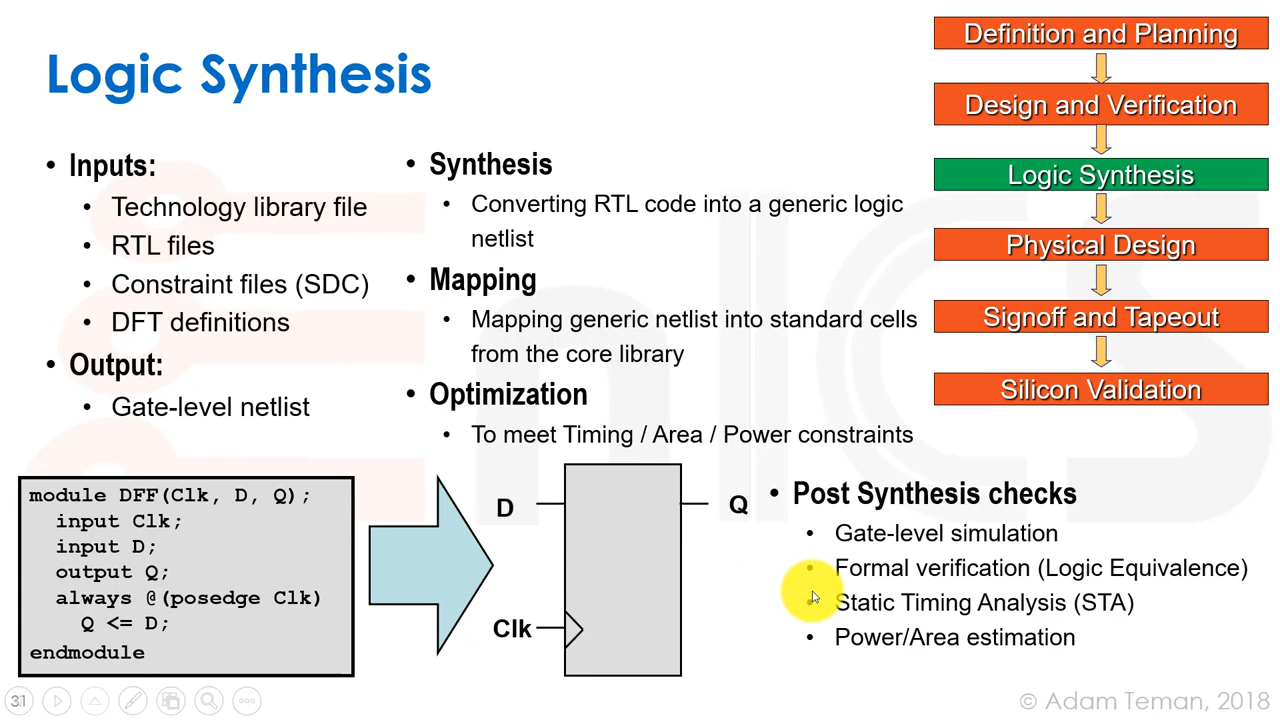 Logic Synthesis
• Inputs:
• Technology library file
• RTL files
• Constraint files (SDC)
• DFT definitions
• Output:
• Gate-level netlist
• Synthesis
• Converting RTL code into a generic logic
netlist
• Mapping
• Mapping generic netlist into standard cells
from the core library
• Optimization
• To meet Timing / Area / Power constraints
Definition and Planning
Design and Verification
Logic Synthesis
Physical Design
Signoff and Tapeout
Silicon Validation
module DFF(Clk, D, Q);
input Clk;
input D;
output Q;
always @(posedge Clk)
Q <= D;
endmodule
D
Q
Clk
• Post Synthesis checks
• Gate-level simulation
• Formal verification (Logic Equivalence)
• Static Timing Analysis (STA)
• Power/Area estimation
© Adam Teman, 2018